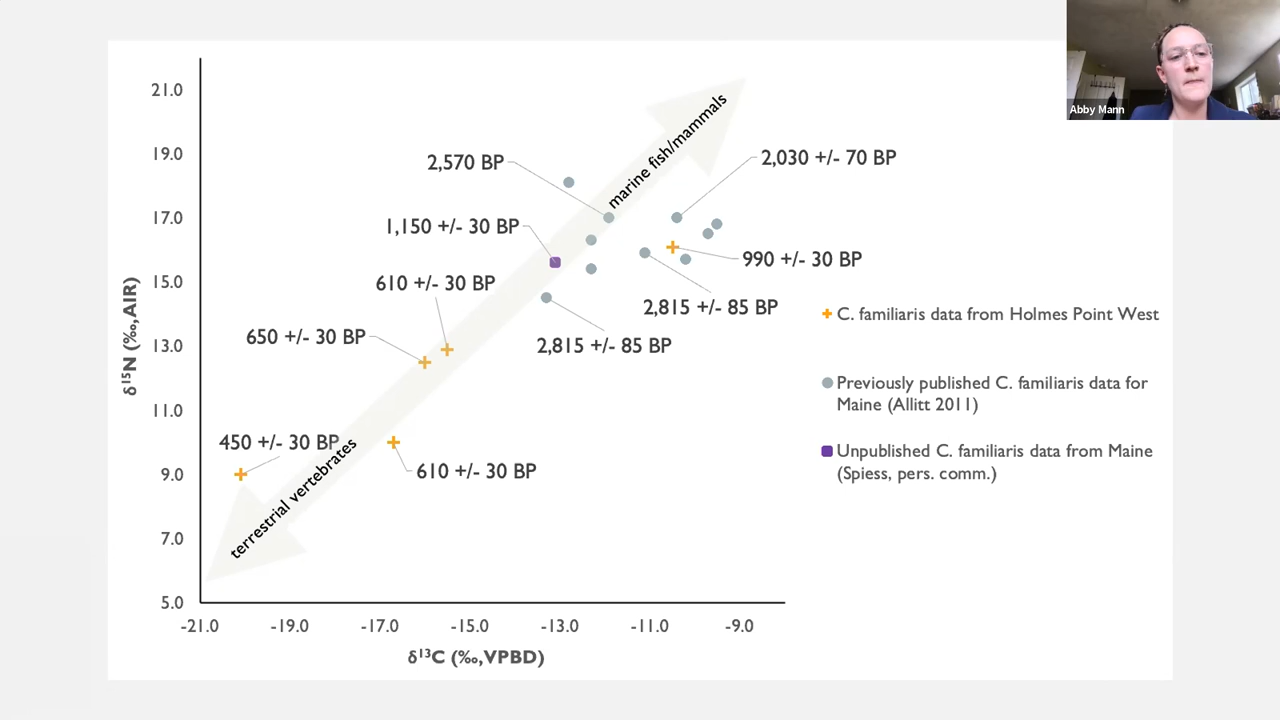 Abby Mann
21.0
19.0
17.0
15.0
13.0
11.0
9.0
7.0
5.0
-21.0
-19.0
-17.0
-15.0
-13.0
-11.0
-9.0
δ¹⁵N (‰,AIR)
δ¹³C (‰,VPBD)
marine fish/mammals
terrestrial vertebrates
2,570 BP
2,030 +/- 70 BP
1,150 +/- 30 BP
990 +/- 30 BP
610 +/- 30 BP
2,815 +/- 85 BP
650 +/- 30 BP
2,815 +/- 85 BP
450 +/- 30 BP
610 +/- 30 BP
C. familiaris data from Holmes Point West
Previously published C. familiaris data for
Maine (Allitt 2011)
Unpublished C. familiaris data from Maine
(Spiess, pers. comm.)